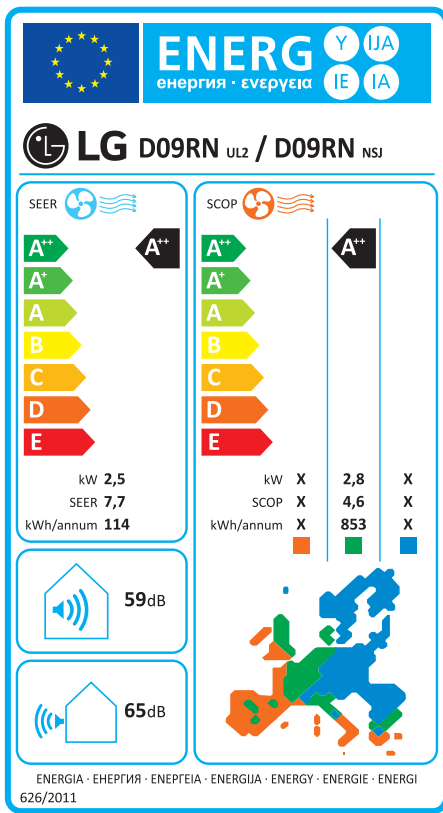 ENERG Y IJA
енергия · ενεργεια IE IA
LG D09RN UL2 / D09RN NSJ
SEER
A++ A++
A+
A
B
C
D
E
kW 2,5
SEER 7,7
kWh/annum 114
SCOP
A++ A++
A+
A
B
C
D
E
kW X 2,8 X
SCOP X 4,6 X
kWh/annum X 853 X
59dB
65dB
ENERGIA · ЕНЕРГИЯ · ΕΝΕΡΓΕΙΑ · ENERGIJA · ENERGY · ENERGIE · ENERGI
626/2011